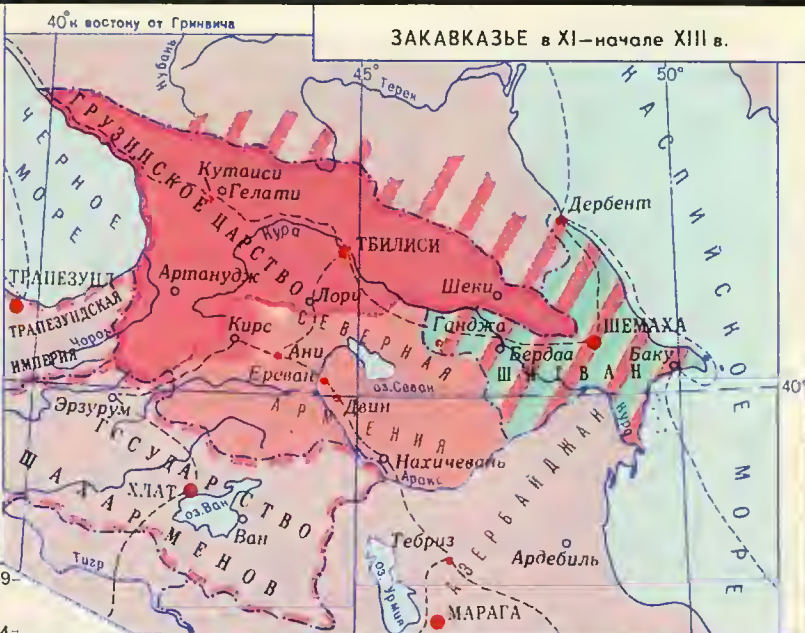 40° к востоку от Гринвича
ЗАКАВКАЗЬЕ в XI–начале XIII в.
45°
50°
Кубань
Терек
КАСПИЙСКОЕ МОРЕ
ЧЕРНОЕ МОРЕ
ГРУЗИНСКОЕ ЦАРСТВО
Кутаиси
Гелати
Кура
ТБИЛИСИ
Дербент
ТРАПЕЗУНД
ТРАПЕЗУНДСКАЯ
ИМПЕРИЯ
Чорох
Артанудж
Лори
Шеки
Кирс
Ани
СЕВЕРНАЯ
АРМЕНИЯ
Ганджа
Бердаа
ШЕМАХА
Баку
ШИРВАН
Ереван
Двин
оз.Севан
40°
Кура
Эрзурум
Нахичевань
Аракс
ГОСУДАРСТВО
ШАХАРМЕНОВ
ХЛАТ
оз.Ван
Ван
Тигр
АЗЕРБАЙДЖАН
Тебриз
Ардебиль
оз. Урмия
МАРАГА